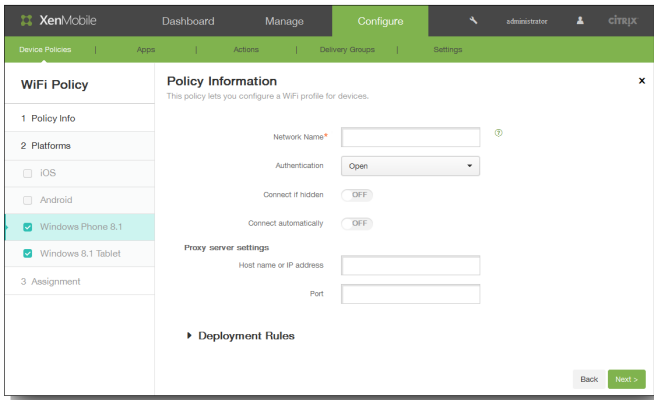 XenMobile Dashboard Manage Configure administrator CİTRIX
Device Policies | Apps | Actions | Delivery Groups | Settings
WiFi Policy
1 Policy Info
2 Platforms
iOS
Android
Windows Phone 8.1
Windows 8.1 Tablet
3 Assignment
Policy Information x
This policy lets you configure a WiFi profile for devices.
Network Name* ?
Authentication Open
Connect if hidden OFF
Connect automatically OFF
Proxy server settings
Host name or IP address
Port
Deployment Rules
Back Next >